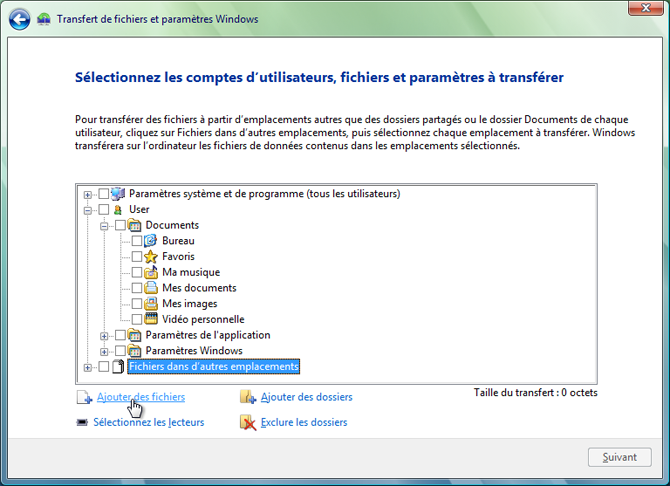 Transfert de fichiers et paramètres Windows
Sélectionnez les comptes d'utilisateurs, fichiers et paramètres à transférer
Pour transférer des fichiers à partir d'emplacements autres que des dossiers partagés ou le dossier Documents de chaque
utilisateur, cliquez sur Fichiers dans d'autres emplacements, puis sélectionnez chaque emplacement à transférer. Windows
transférera sur l'ordinateur les fichiers de données contenus dans les emplacements sélectionnés.
Paramètres système et de programme (tous les utilisateurs)
User
Documents
Bureau
Favoris
Ma musique
Mes documents
Mes images
Vidéo personnelle
Paramètres de l'application
Paramètres Windows
Fichiers dans d'autres emplacements
Ajouter des fichiers
Ajouter des dossiers
Taille du transfert : 0 octets
Sélectionnez les lecteurs
Exclure les dossiers
Suivant